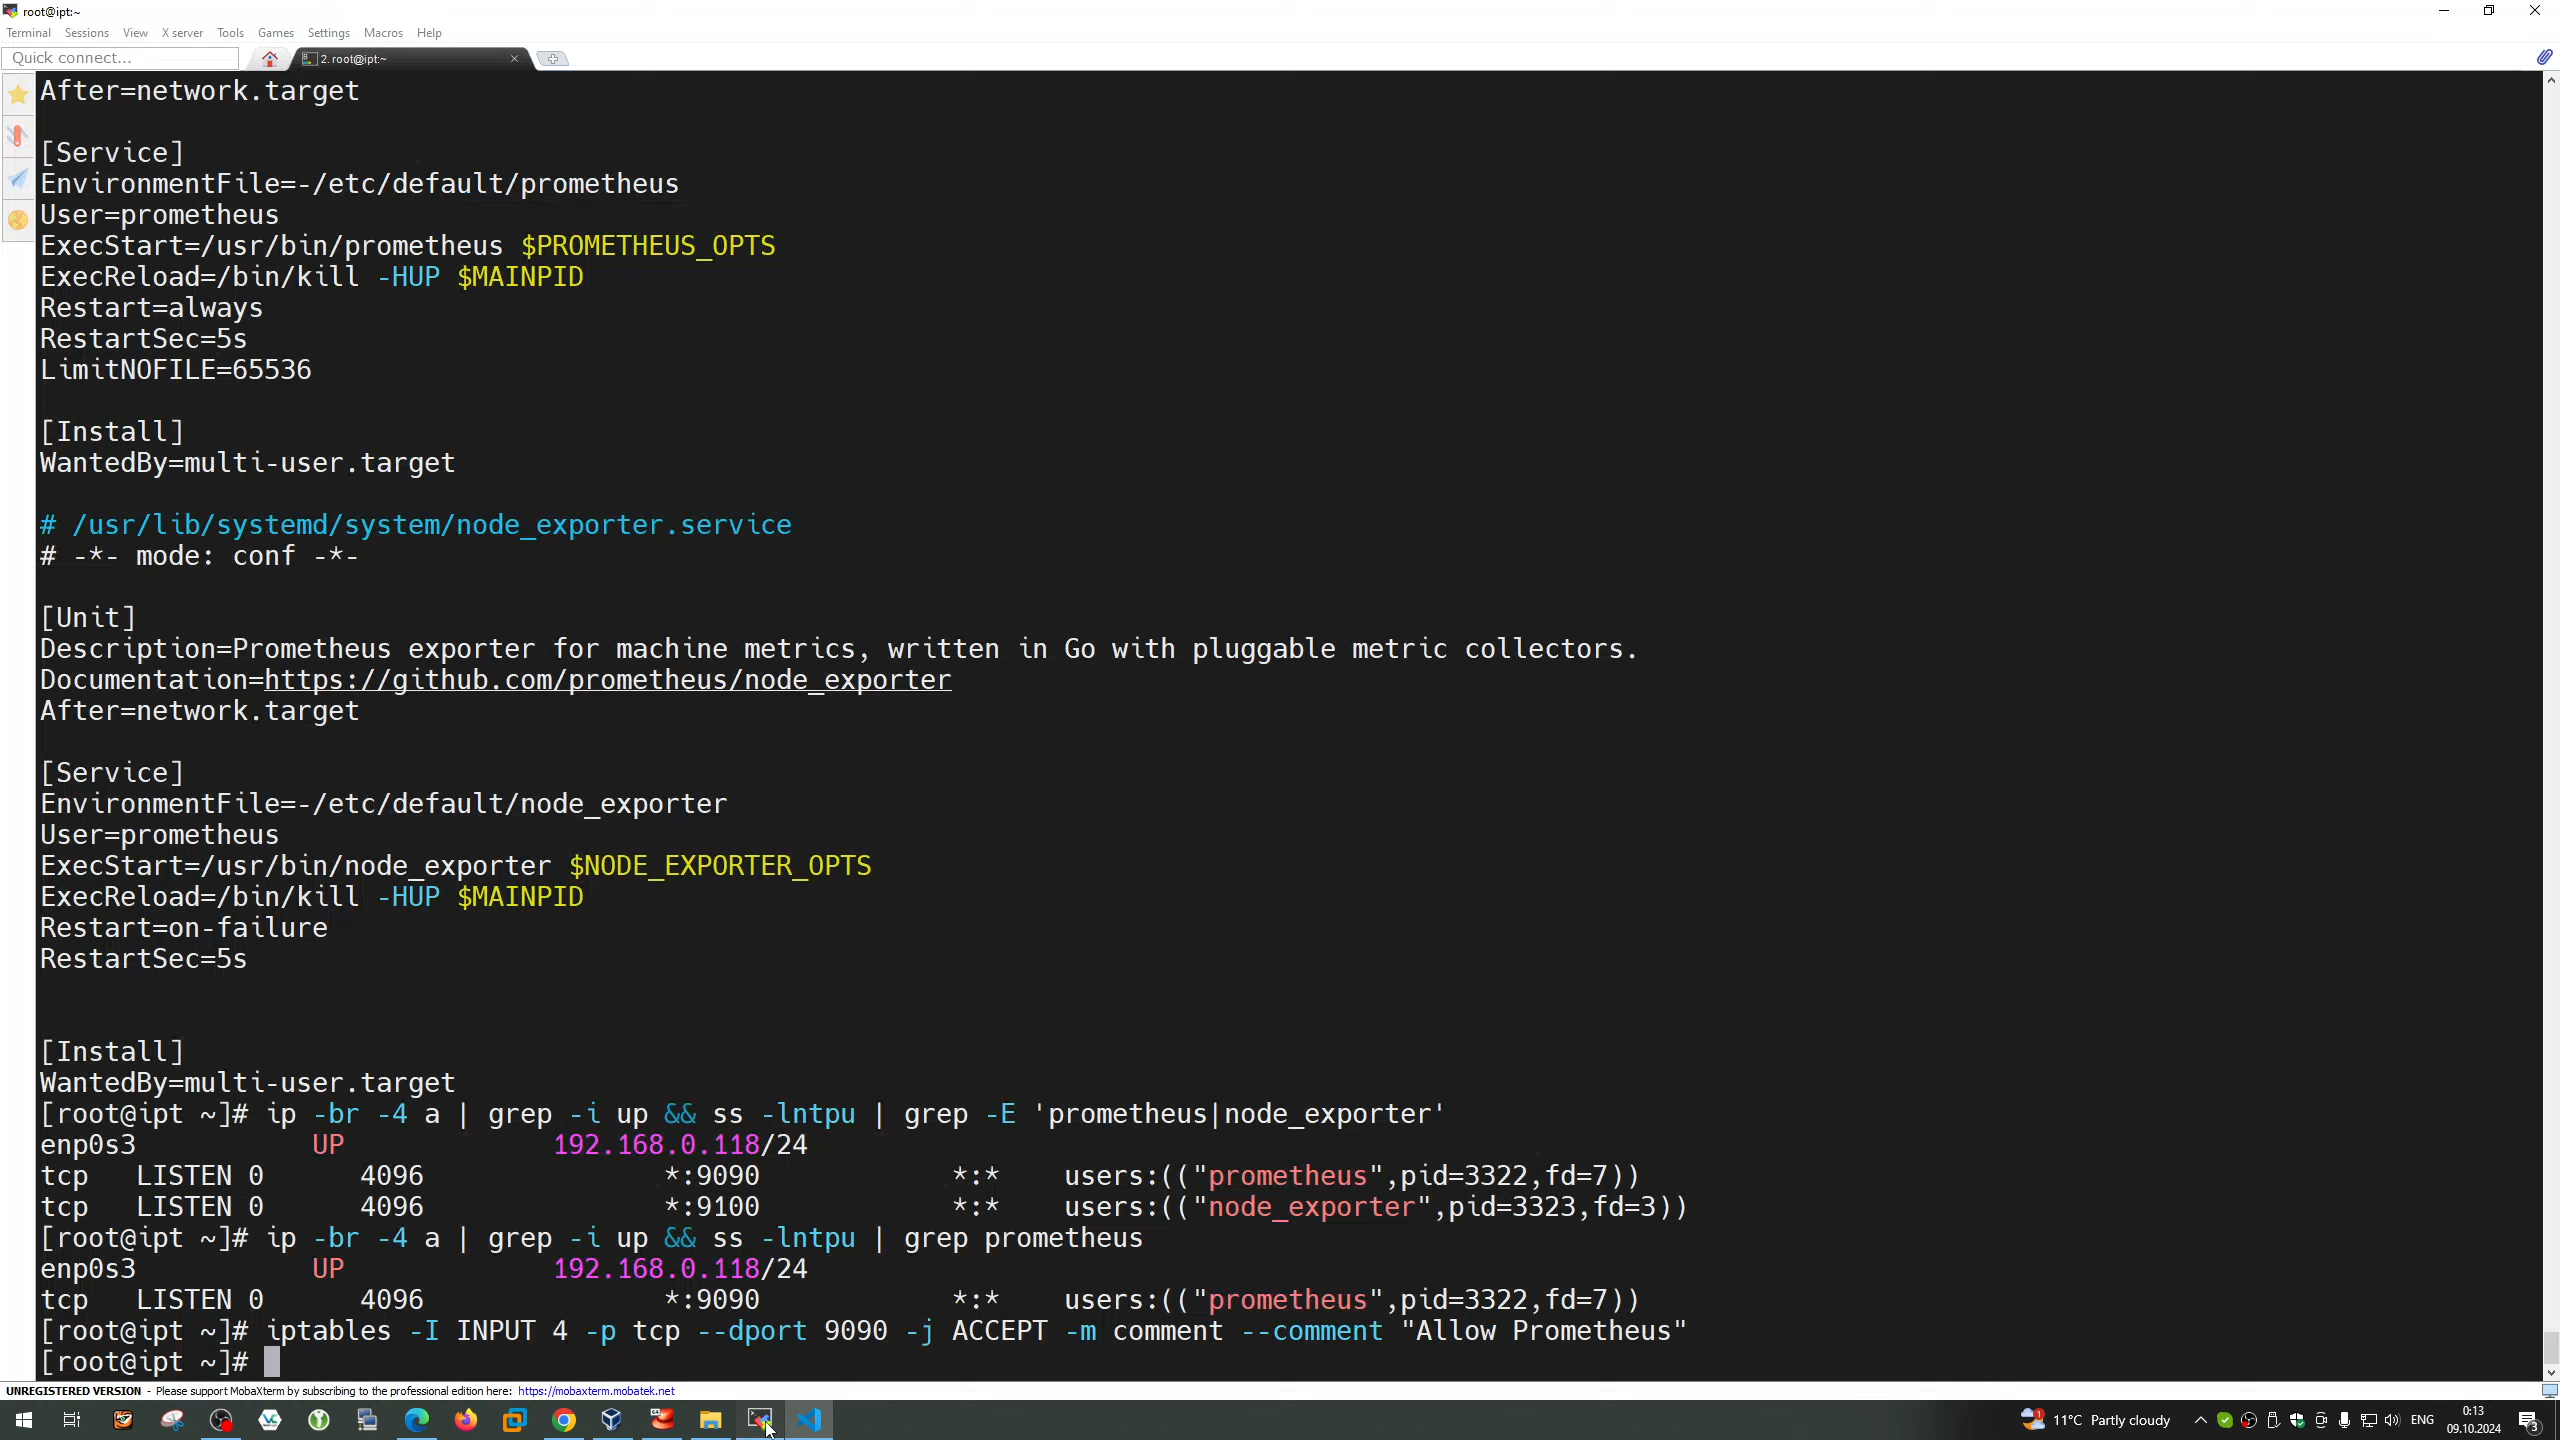 root@ipt:~
Terminal Sessions View X server Tools Games Settings Macros Help
Quick connect...
2. root@ipt:~
After=network.target
[Service]
EnvironmentFile=-/etc/default/prometheus
User=prometheus
ExecStart=/usr/bin/prometheus $PROMETHEUS_OPTS
ExecReload=/bin/kill -HUP $MAINPID
Restart=always
RestartSec=5s
LimitNOFILE=65536
[Install]
WantedBy=multi-user.target
# /usr/lib/systemd/system/node_exporter.service
# -*- mode: conf -*-
[Unit]
Description=Prometheus exporter for machine metrics, written in Go with pluggable metric collectors.
Documentation=https://github.com/prometheus/node_exporter
After=network.target
[Service]
EnvironmentFile=-/etc/default/node_exporter
User=prometheus
ExecStart=/usr/bin/node_exporter $NODE_EXPORTER_OPTS
ExecReload=/bin/kill -HUP $MAINPID
Restart=on-failure
RestartSec=5s
[Install]
WantedBy=multi-user.target
[root@ipt ~]# ip -br -4 a | grep -i up && ss -lntpu | grep -E 'prometheus|node_exporter'
enp0s3 UP 192.168.0.118/24
tcp LISTEN 0 4096 *:9090 *:* users:(("prometheus",pid=3322,fd=7))
tcp LISTEN 0 4096 *:9100 *:* users:(("node_exporter",pid=3323,fd=3))
[root@ipt ~]# ip -br -4 a | grep -i up && ss -lntpu | grep prometheus
enp0s3 UP 192.168.0.118/24
tcp LISTEN 0 4096 *:9090 *:* users:(("prometheus",pid=3322,fd=7))
[root@ipt ~]# iptables -I INPUT 4 -p tcp --dport 9090 -j ACCEPT -m comment --comment "Allow Prometheus"
[root@ipt ~]#
UNREGISTERED VERSION - Please support MobaXterm by subscribing to the professional edition here: https://mobaxterm.mobatek.net
1 11°C Partly cloudy ENG 0:13
09.10.2024 3